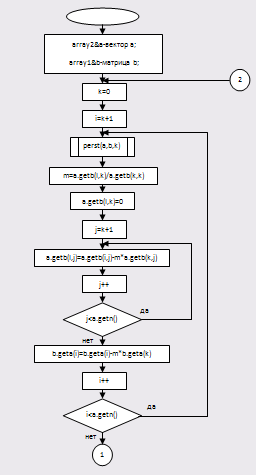 array2&a-вектор a;
array1&b-матрица b;
2
k=0
i=k+1
perst(a,b,k)
m=a.getb(i,k)/a.getb(k,k)
a.getb(i,k)=0
j=k+1
a.getb(i,j)=a.getb(i,j)-m*a.getb(k,j)
j++
да
j<a.getn(j
нет
b.geta(i)=b.geta(i)-m*b.geta(k)
i++
да
i<a.getn(j
нет
1